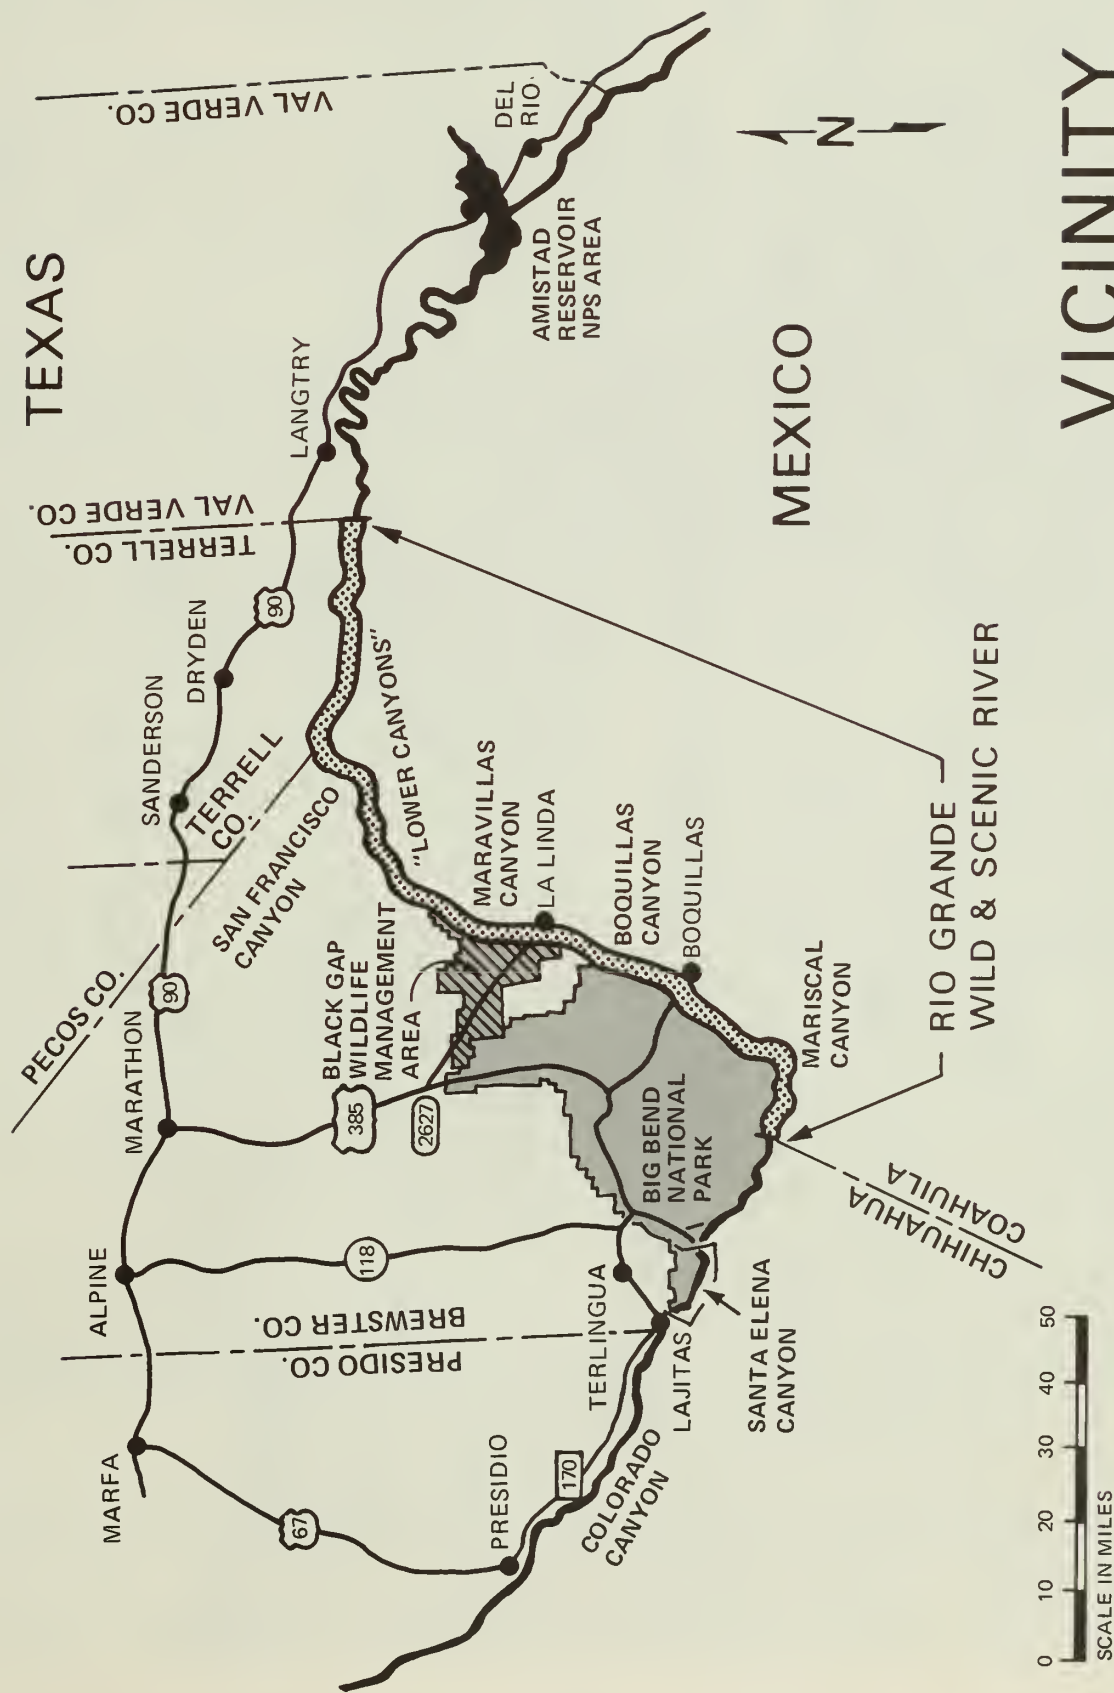 TEXAS
VAL VERDE CO.
DEL
RIO
AMISTAD
RESERVOIR
NPS AREA
LANGTRY
VAL VERDE CO.
TERRELL CO.
90
DRYDEN
SANDERSON
TERRELL
CO.
PECOS CO.
90
MARATHON
SAN FRANCISCO
CANYON
"LOWER CANYONS"
MARAVILLAS
CANYON
LA LINDA
BLACK GAP
WILDLIFE
MANAGEMENT
AREA
385
2627
BOQUILLAS
CANYON
BOQUILLAS
MARISCAL
CANYON
BIG BEND
NATIONAL
PARK
ALPINE
118
BREWSTER CO.
PRESIDO CO.
MARFA
67
PRESIDIO
170
TERLINGUA
LAJITAS
COLORADO
CANYON
SANTA ELENA
CANYON
CHIHUAHUA
COAHUILA
RIO GRANDE
WILD & SCENIC RIVER
MEXICO
N
0 10 20 30 40 50
SCALE IN MILES
VICINITY